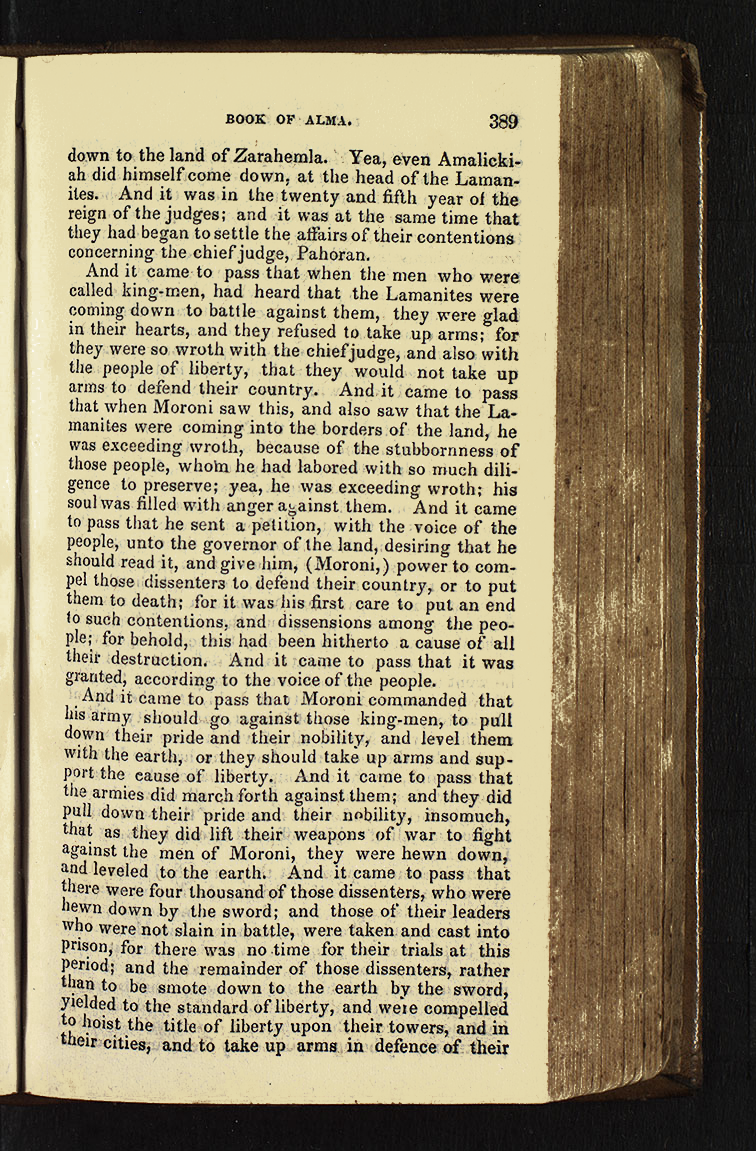 BOOK OF ALMA. 389
down to the land of Zarahemla. Yea, even Amalicki-
ah did himself come down, at the head of the Laman-
ites. And it was in the twenty and fifth year of the
reign of the judges; and it was at the same time that
they had began to settle the affairs of their contentions
concerning the chief judge, Pahoran.
And it came to pass that when the men who were
called king-men, had heard that the Lamanites were
coming down to battle against them, they were glad
in their hearts, and they refused to take up arms; for
they were so wroth with the chief judge, and also with
the people of liberty, that they would not take up
arms to defend their country. And it came to pass
that when Moroni saw this, and also saw that the La-
manites were coming into the borders of the land, he
was exceeding wroth, because of the stubbornness of
those people, whom he had labored with so much dili-
gence to preserve; yea, he was exceeding wroth; his
soul was filled with anger against them. And it came
to pass that he sent a petition, with the voice of the
people, unto the governor of the land, desiring that he
should read it, and give him, (Moroni,) power to com-
pel those dissenters to defend their country, or to put
them to death; for it was his first care to put an end
to such contentions, and dissensions among the peo-
ple; for behold, this had been hitherto a cause of all
their destruction. And it came to pass that it was
granted, according to the voice of the people.
And it came to pass that Moroni commanded that
his army should go against those king-men, to pull
down their pride and their nobility, and level them
with the earth, or they should take up arms and sup-
port the cause of liberty. And it came to pass that
the armies did march forth against them; and they did
pull down their pride and their nobility, insomuch,
that as they did lift their weapons of war to fight
against the men of Moroni, they were hewn down,
and leveled to the earth. And it came to pass that
there were four thousand of those dissenters, who were
hewn down by the sword; and those of their leaders
who were not slain in battle, were taken and cast into
prison, for there was no time for their trials at this
period; and the remainder of those dissenters, rather
than to be smote down to the earth by the sword,
yielded to the standard of liberty, and were compelled
to hoist the title of liberty upon their towers, and in
their cities, and to take up arms in defence of their